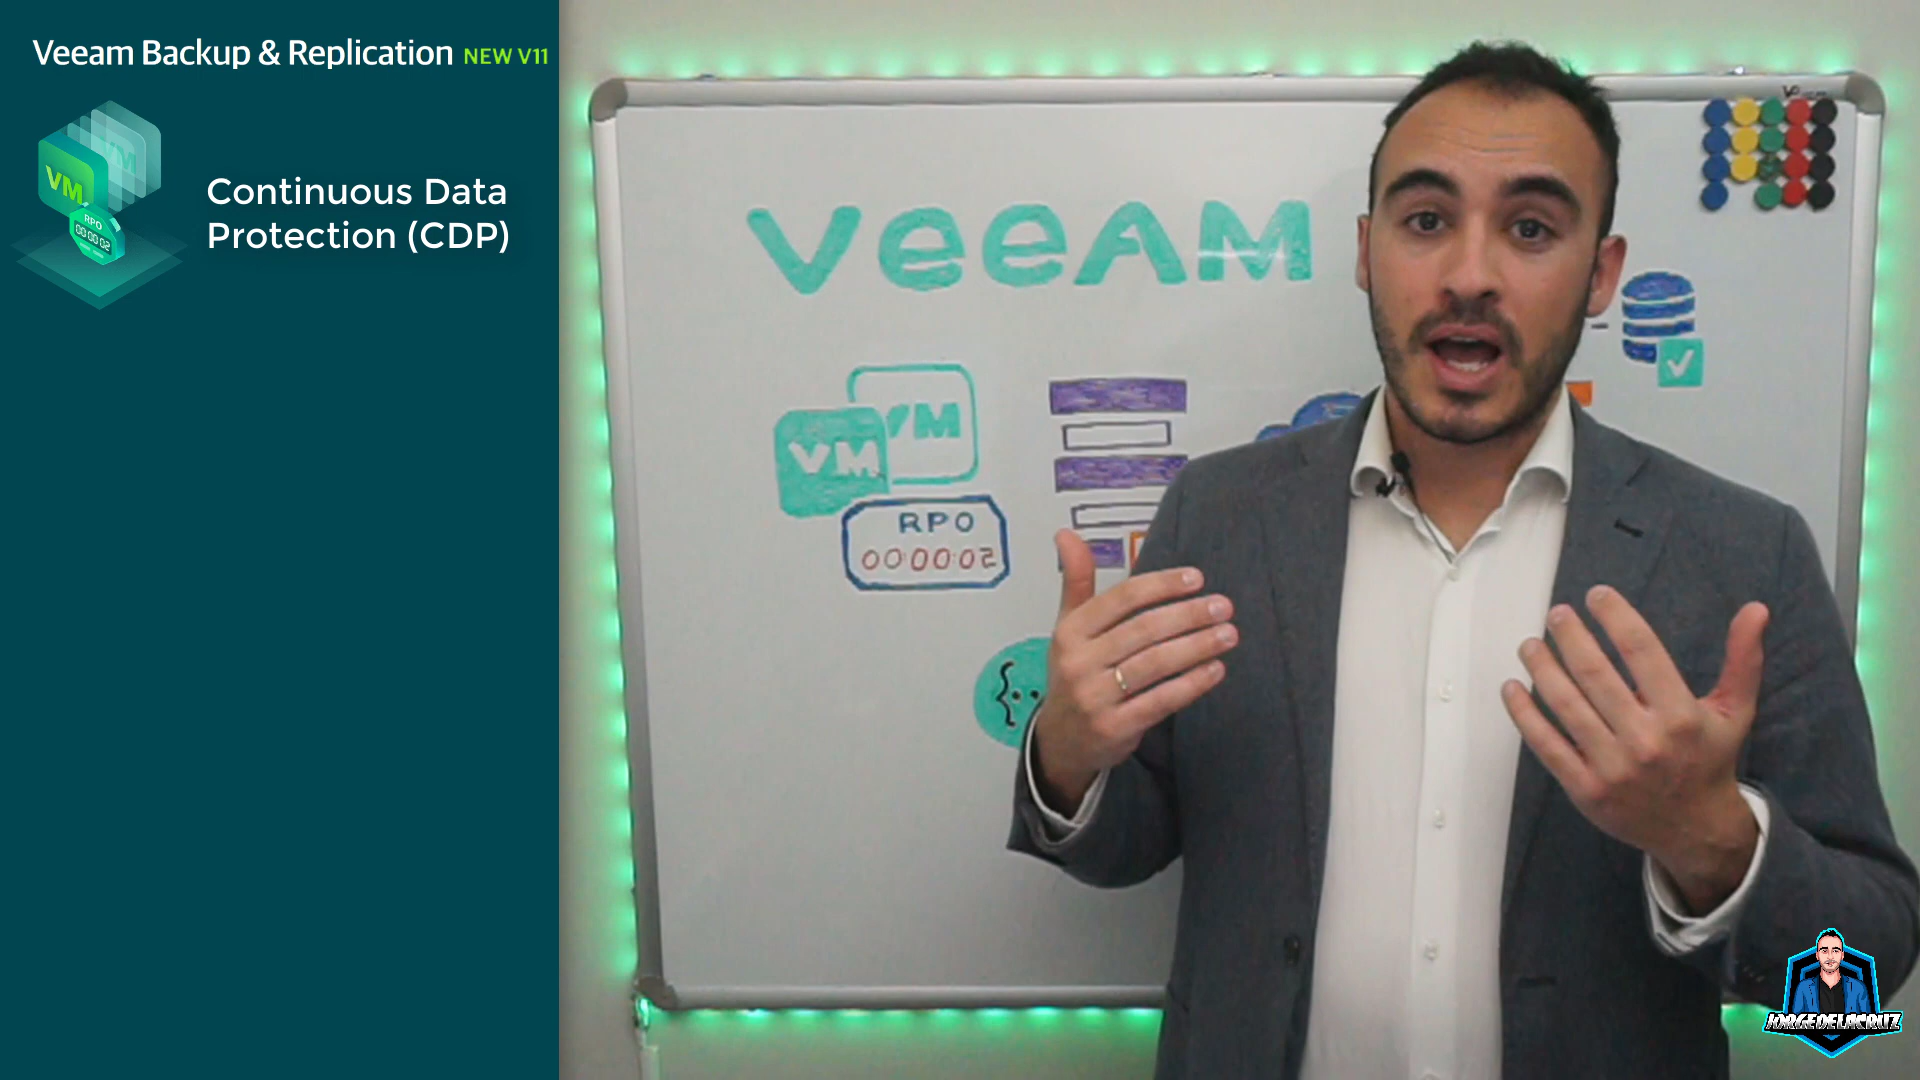 Veeam Backup & Replication NEW V11
VM
VM
RPO
00:00:02
Continuous Data
Protection (CDP)
veeAM
VM
VM
RPO
00:00:02
{••
JORGEDELACRUZ